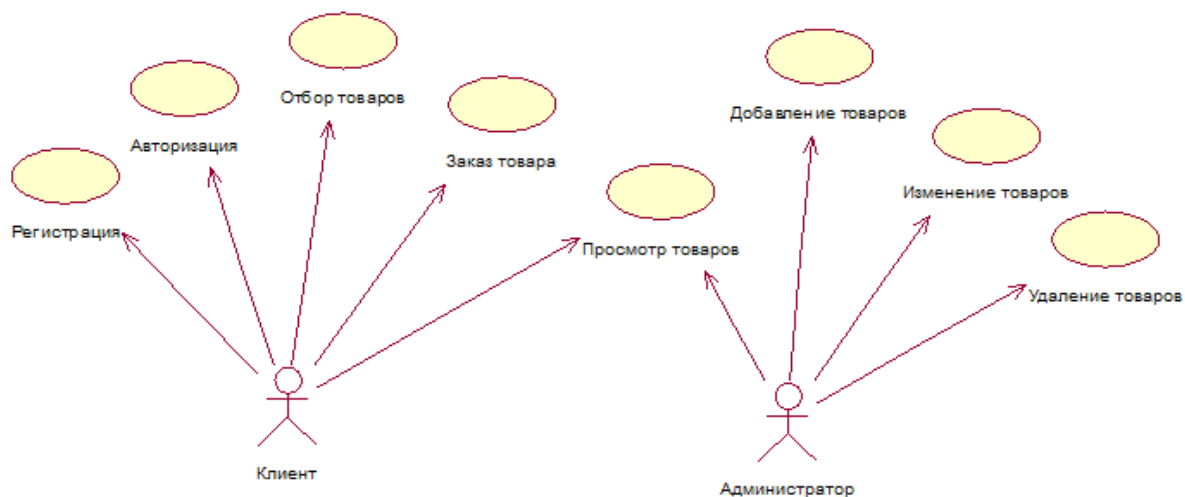 Отбор товаров
Добавление товаров
Авторизация
Заказ товара
Изменение товаров
Регистрация
Просмотр товаров
Удаление товаров
Клиент
Администратор